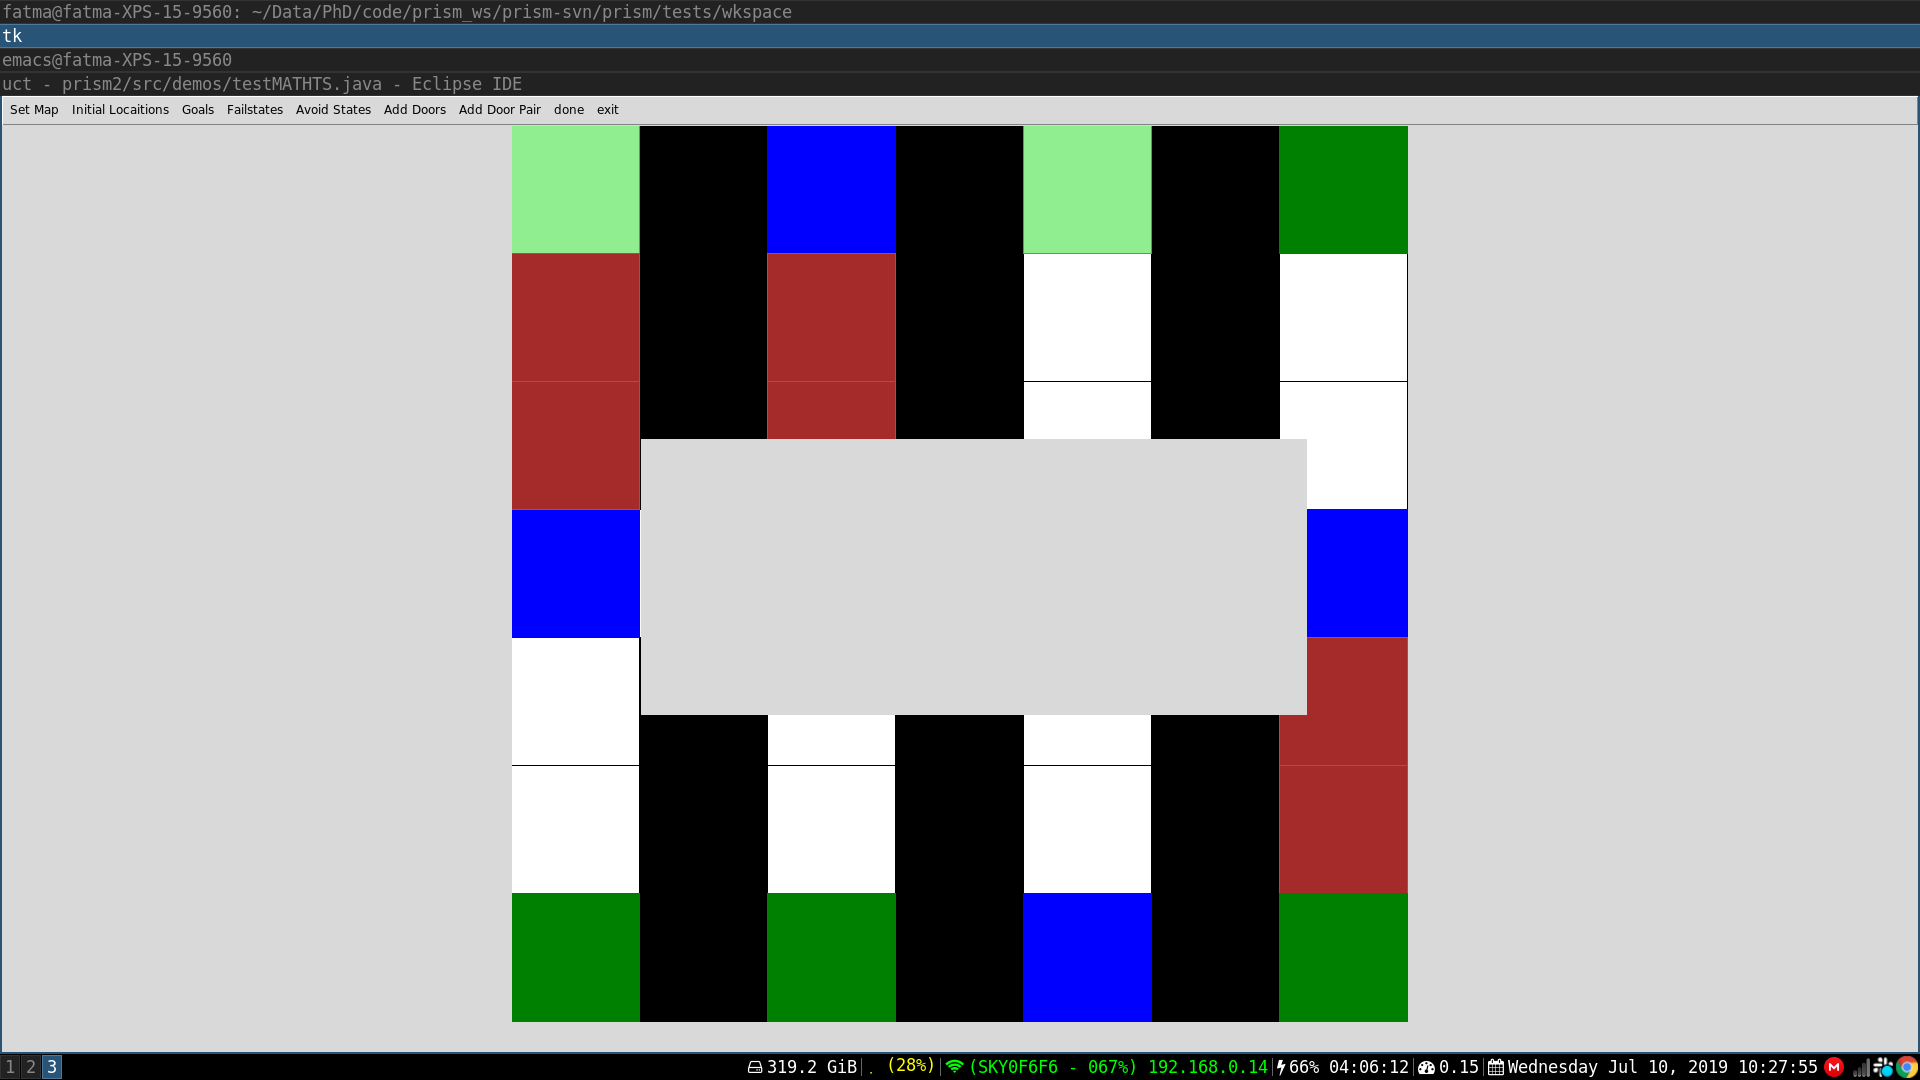 fatma@fatma-XPS-15-9560: ~/Data/PhD/code/prism_ws/prism-svn/prism/tests/wkspace
tk
emacs@fatma-XPS-15-9560
uct - prism2/src/demos/testMATHTS.java - Eclipse IDE
Set Map Initial Locaitions Goals Failstates Avoid States Add Doors Add Door Pair done exit
1 2 3 319.2 GiB . (28%) (SKY0F6F6 - 067%) 192.168.0.14 66% 04:06:12 0.15 Wednesday Jul 10, 2019 10:27:55 M